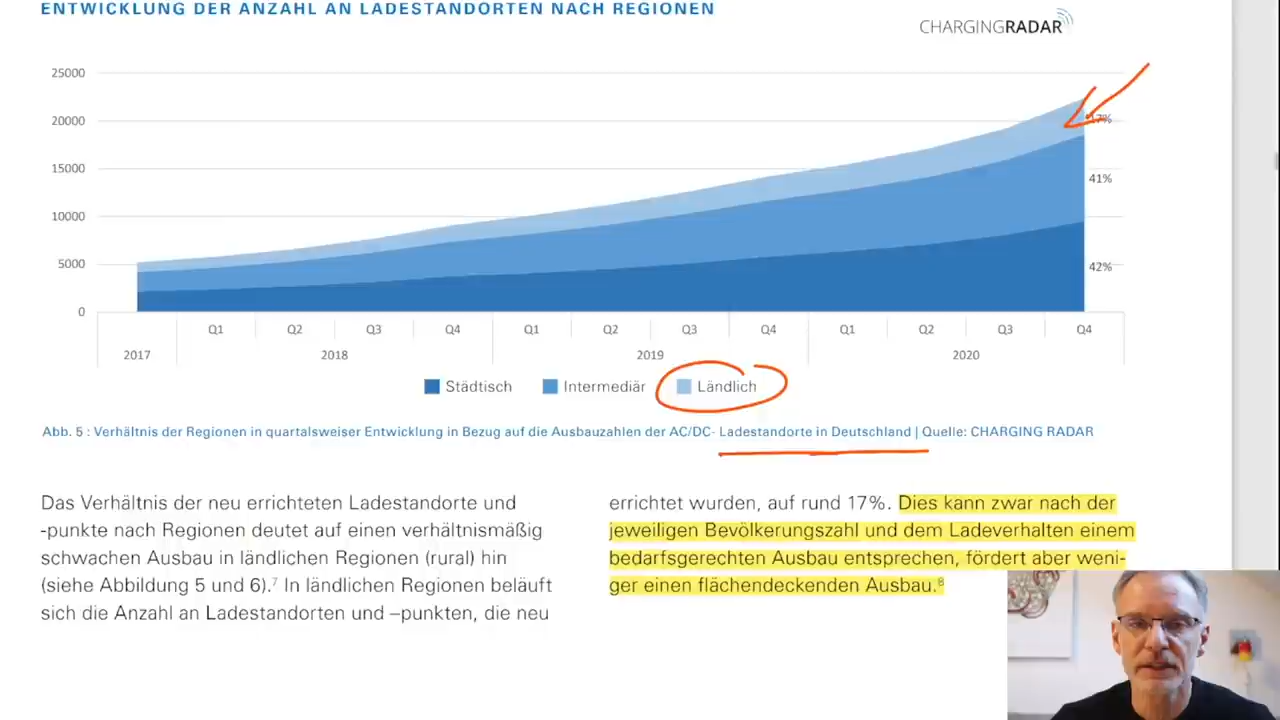 ENTWICKLUNG DER ANZAHL AN LADESTANDORTEN NACH REGIONEN
CHARGINGRADAR
25000
20000
15000
10000
5000
0
17%
41%
42%
Q1 Q2 Q3 Q4 Q1 Q2 Q3 Q4 Q1 Q2 Q3 Q4
2017 2018 2019 2020
Städtisch Intermediär Ländlich
Abb. 5 : Verhältnis der Regionen in quartalsweiser Entwicklung in Bezug auf die Ausbauzahlen der AC/DC- Ladestandorte in Deutschland | Quelle: CHARGING RADAR
Das Verhältnis der neu errichteten Ladestandorte und
-punkte nach Regionen deutet auf einen verhältnismäßig
schwachen Ausbau in ländlichen Regionen (rural) hin
(siehe Abbildung 5 und 6).⁷ In ländlichen Regionen beläuft
sich die Anzahl an Ladestandorten und –punkten, die neu
errichtet wurden, auf rund 17%. Dies kann zwar nach der
jeweiligen Bevölkerungszahl und dem Ladeverhalten einem
bedarfsgerechten Ausbau entsprechen, fördert aber weni-
ger einen flächendeckenden Ausbau.⁸